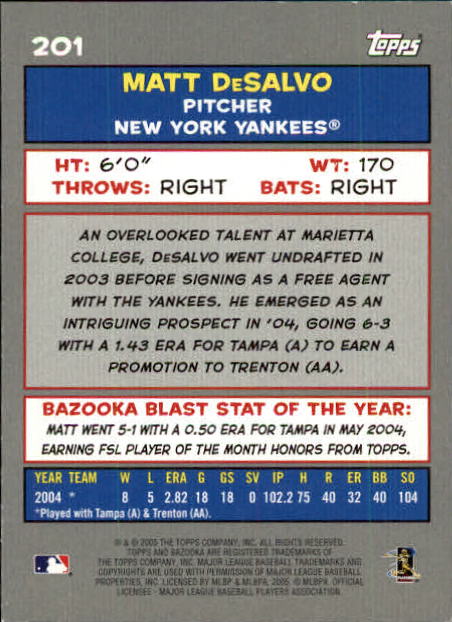 201
Topps
MATT DeSALVO
PITCHER
NEW YORK YANKEES®
HT: 6'0" WT: 170
THROWS: RIGHT BATS: RIGHT
AN OVERLOOKED TALENT AT MARIETTA
COLLEGE, DeSALVO WENT UNDRAFTED IN
2003 BEFORE SIGNING AS A FREE AGENT
WITH THE YANKEES. HE EMERGED AS AN
INTRIGUING PROSPECT IN '04, GOING 6-3
WITH A 1.43 ERA FOR TAMPA (A) TO EARN A
PROMOTION TO TRENTON (AA).
BAZOOKA BLAST STAT OF THE YEAR:
MATT WENT 5-1 WITH A 0.50 ERA FOR TAMPA IN MAY 2004,
EARNING FSL PLAYER OF THE MONTH HONORS FROM TOPPS.
YEAR TEAM W L ERA G GS SV IP H R ER BB SO
2004 * 8 5 2.82 18 18 0 102.2 75 40 32 40 104
*Played with Tampa (A) & Trenton (AA).
® & © 2005 THE TOPPS COMPANY, INC. ALL RIGHTS RESERVED.
TOPPS AND BAZOOKA ARE REGISTERED TRADEMARKS OF
THE TOPPS COMPANY, INC. MAJOR LEAGUE BASEBALL TRADEMARKS AND
COPYRIGHTS ARE USED WITH PERMISSION OF MAJOR LEAGUE BASEBALL
PROPERTIES, INC. LICENSED BY MLBP & MLBPA, 2005. © MLBPA. OFFICIAL
LICENSEE - MAJOR LEAGUE BASEBALL PLAYERS ASSOCIATION.